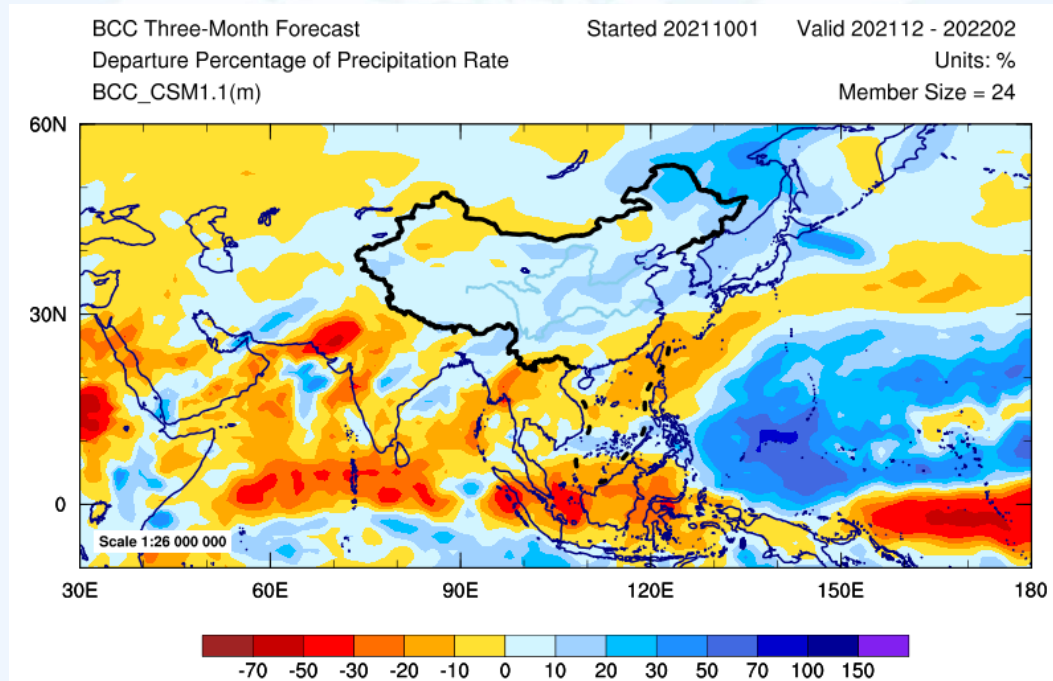 BCC Three-Month Forecast Started 20211001 Valid 202112 - 202202
Departure Percentage of Precipitation Rate Units: %
BCC_CSM1.1(m) Member Size = 24
60N
30N
0
Scale 1:26 000 000
30E 60E 90E 120E 150E 180
-70 -50 -30 -20 -10 0 10 20 30 50 70 100 150